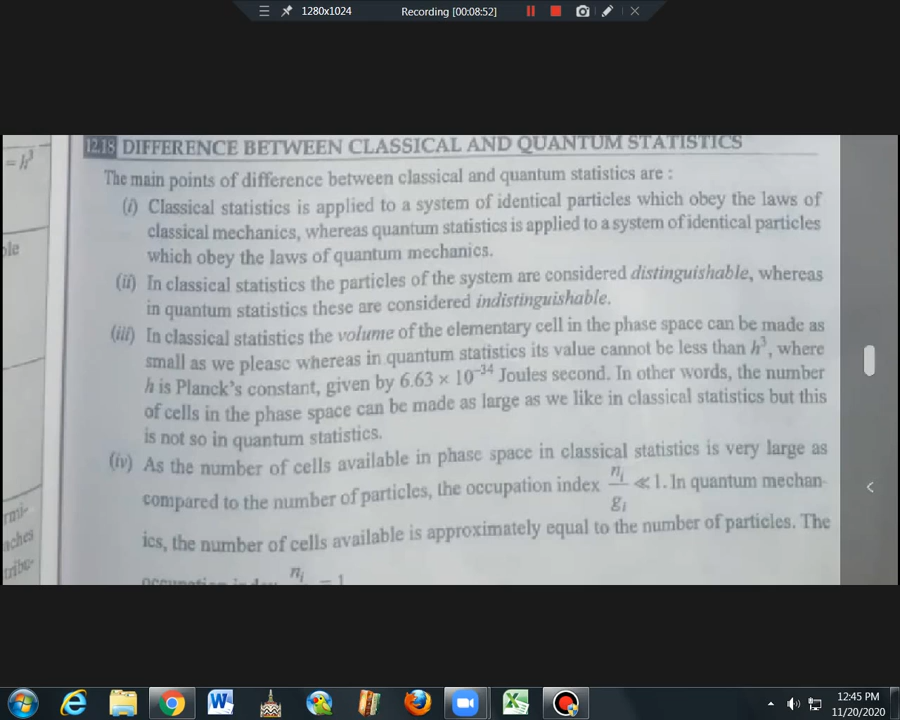 1280x1024 Recording [00:08:52]
= h³
12.18 DIFFERENCE BETWEEN CLASSICAL AND QUANTUM STATISTICS
The main points of difference between classical and quantum statistics are :
(i) Classical statistics is applied to a system of identical particles which obey the laws of
classical mechanics, whereas quantum statistics is applied to a system of identical particles
which obey the laws of quantum mechanics.
ple
(ii) In classical statistics the particles of the system are considered distinguishable, whereas
in quantum statistics these are considered indistinguishable.
(iii) In classical statistics the volume of the elementary cell in the phase space can be made as
small as we please whereas in quantum statistics its value cannot be less than h³, where
h is Planck's constant, given by 6.63 × 10⁻³⁴ Joules second. In other words, the number
of cells in the phase space can be made as large as we like in classical statistics but this
is not so in quantum statistics.
(iv) As the number of cells available in phase space in classical statistics is very large as
compared to the number of particles, the occupation index nᵢ/gᵢ ≪ 1. In quantum mechan-
rmi-
aches
tribu-
ics, the number of cells available is approximately equal to the number of particles. The
occupation index nᵢ = 1
12:45 PM
11/20/2020